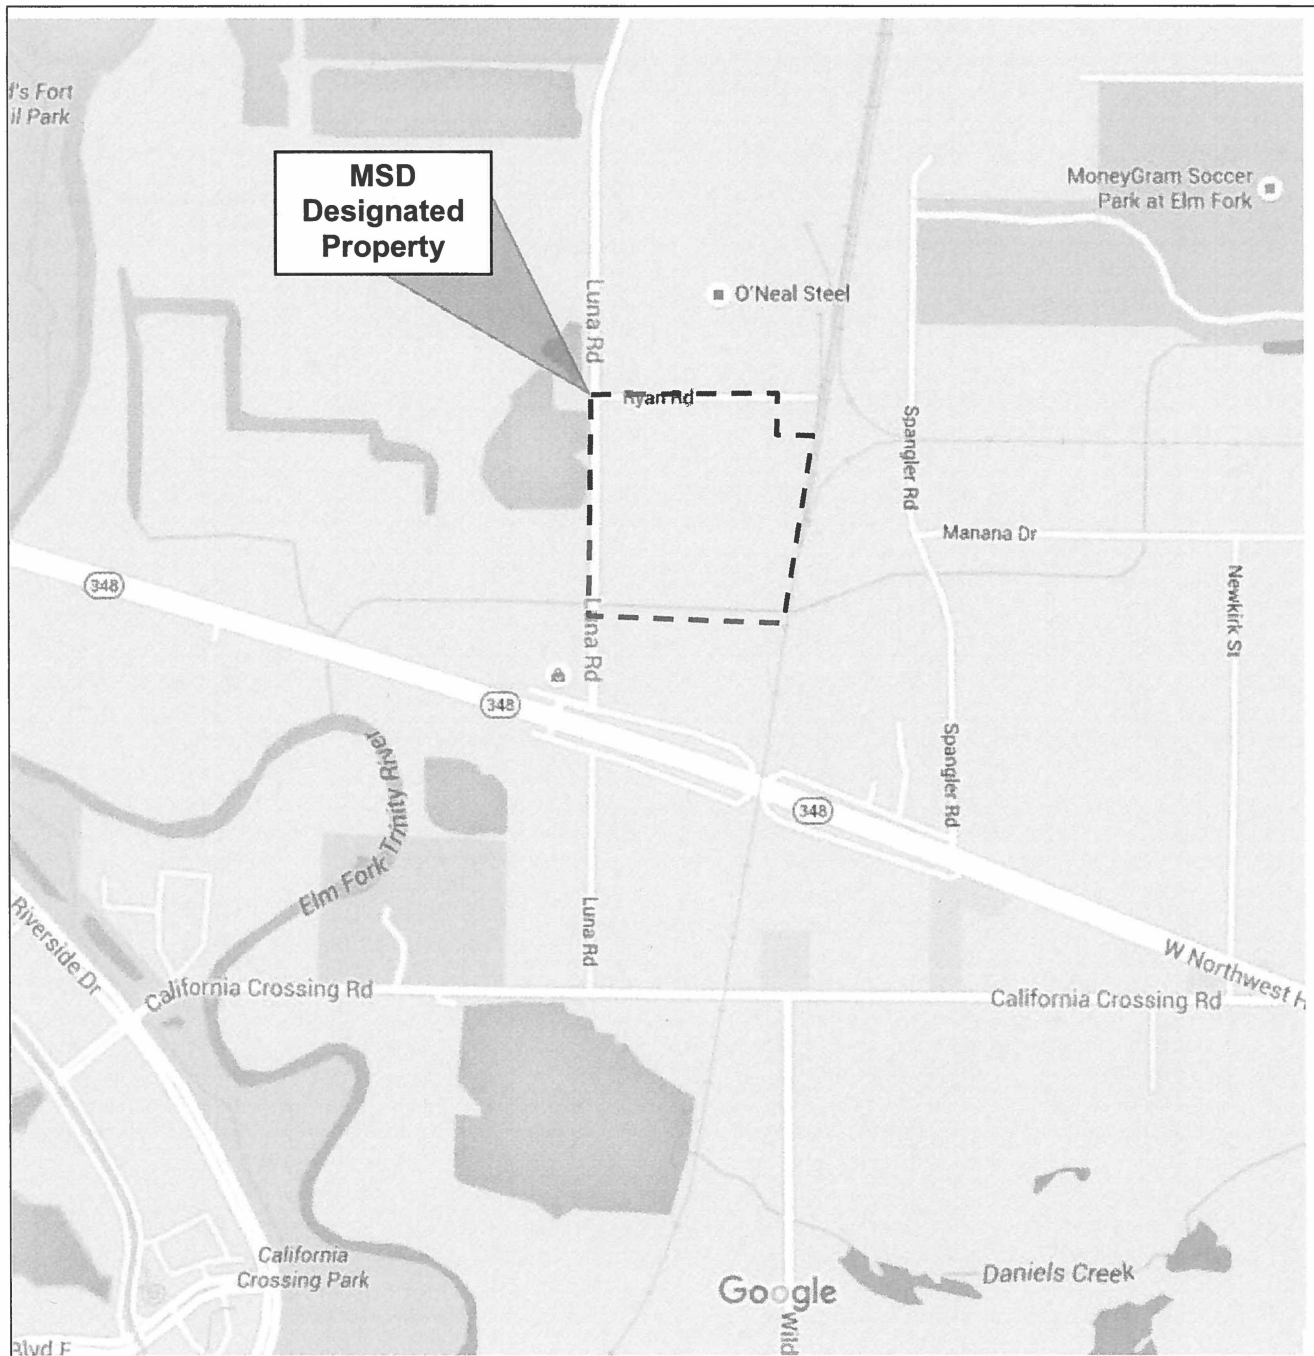 d's Fort
il Park
MSD
Designated
Property
MoneyGram Soccer
Park at Elm Fork
O'Neal Steel
Luna Rd
Ryan Rd
Spangler Rd
Manana Dr
Newkirk St
348
Luna Rd
348
348
Spangler Rd
Elm Fork Trinity River
Luna Rd
Riverside Dr
California Crossing Rd
W Northwest H
California Crossing Rd
California
Crossing Park
Daniels Creek
Google
Wild
Blvd E